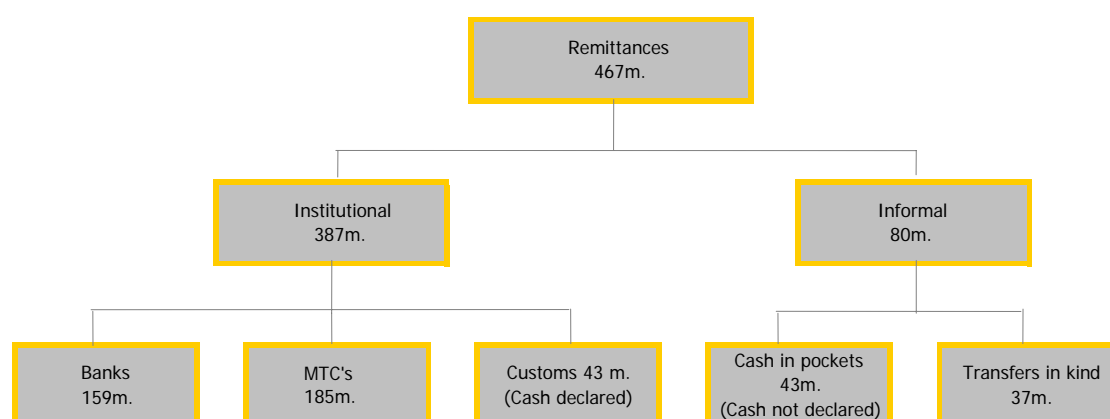 Remittances
467m.
Institutional
387m.
Informal
80m.
Banks
159m.
MTC's
185m.
Customs 43 m.
(Cash declared)
Cash in pockets
43m.
(Cash not declared)
Transfers in kind
37m.